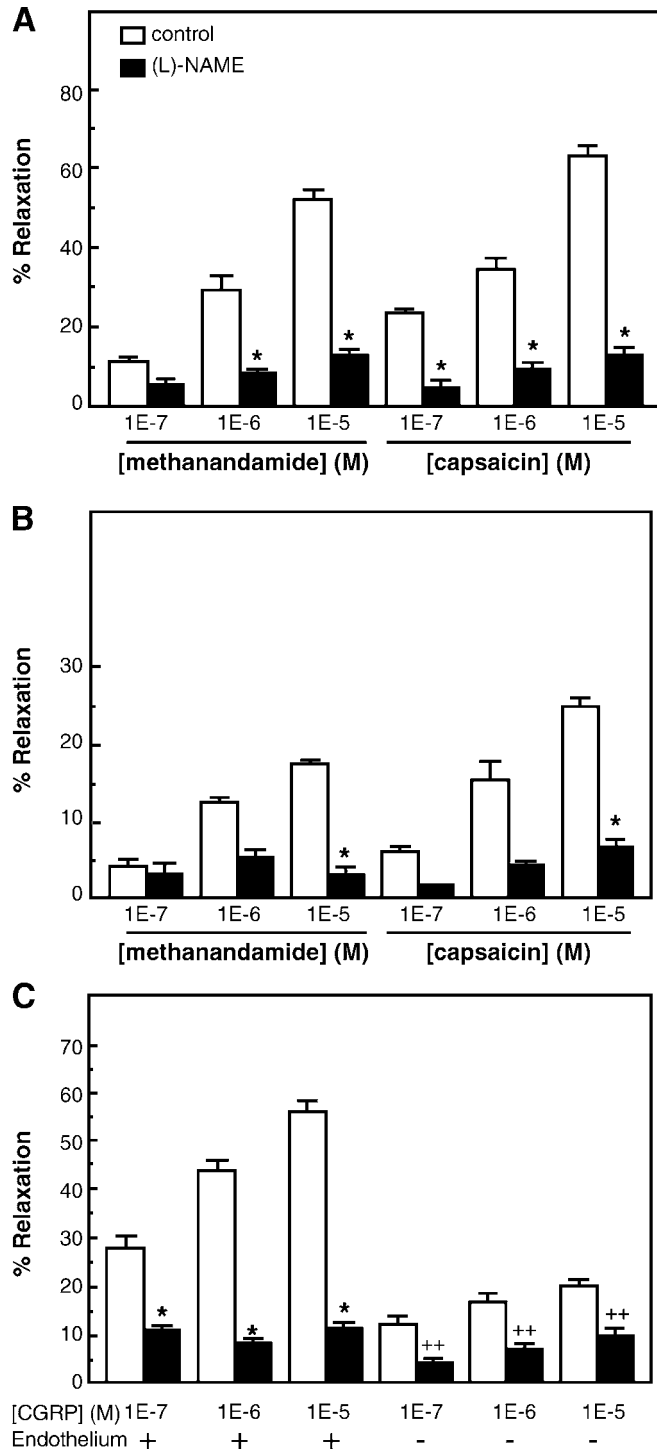 A
control
(L)-NAME
80
60
40
20
0
% Relaxation
* * * * *
1E-7 1E-6 1E-5 1E-7 1E-6 1E-5
[methanandamide] (M) [capsaicin] (M)
B
30
20
10
0
% Relaxation
* *
1E-7 1E-6 1E-5 1E-7 1E-6 1E-5
[methanandamide] (M) [capsaicin] (M)
C
70
60
50
40
30
20
10
0
% Relaxation
* * * ++ ++ ++
[CGRP] (M) 1E-7 1E-6 1E-5 1E-7 1E-6 1E-5
Endothelium + + + - - -